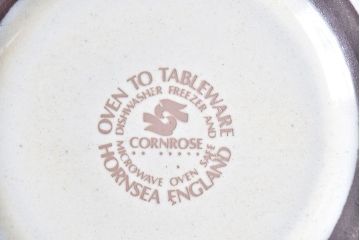 OVEN TO TABLEWARE
DISHWASHER FREEZER AND
CORNROSE
MICROWAVE OVEN SAFE
HORNSEA ENGLAND